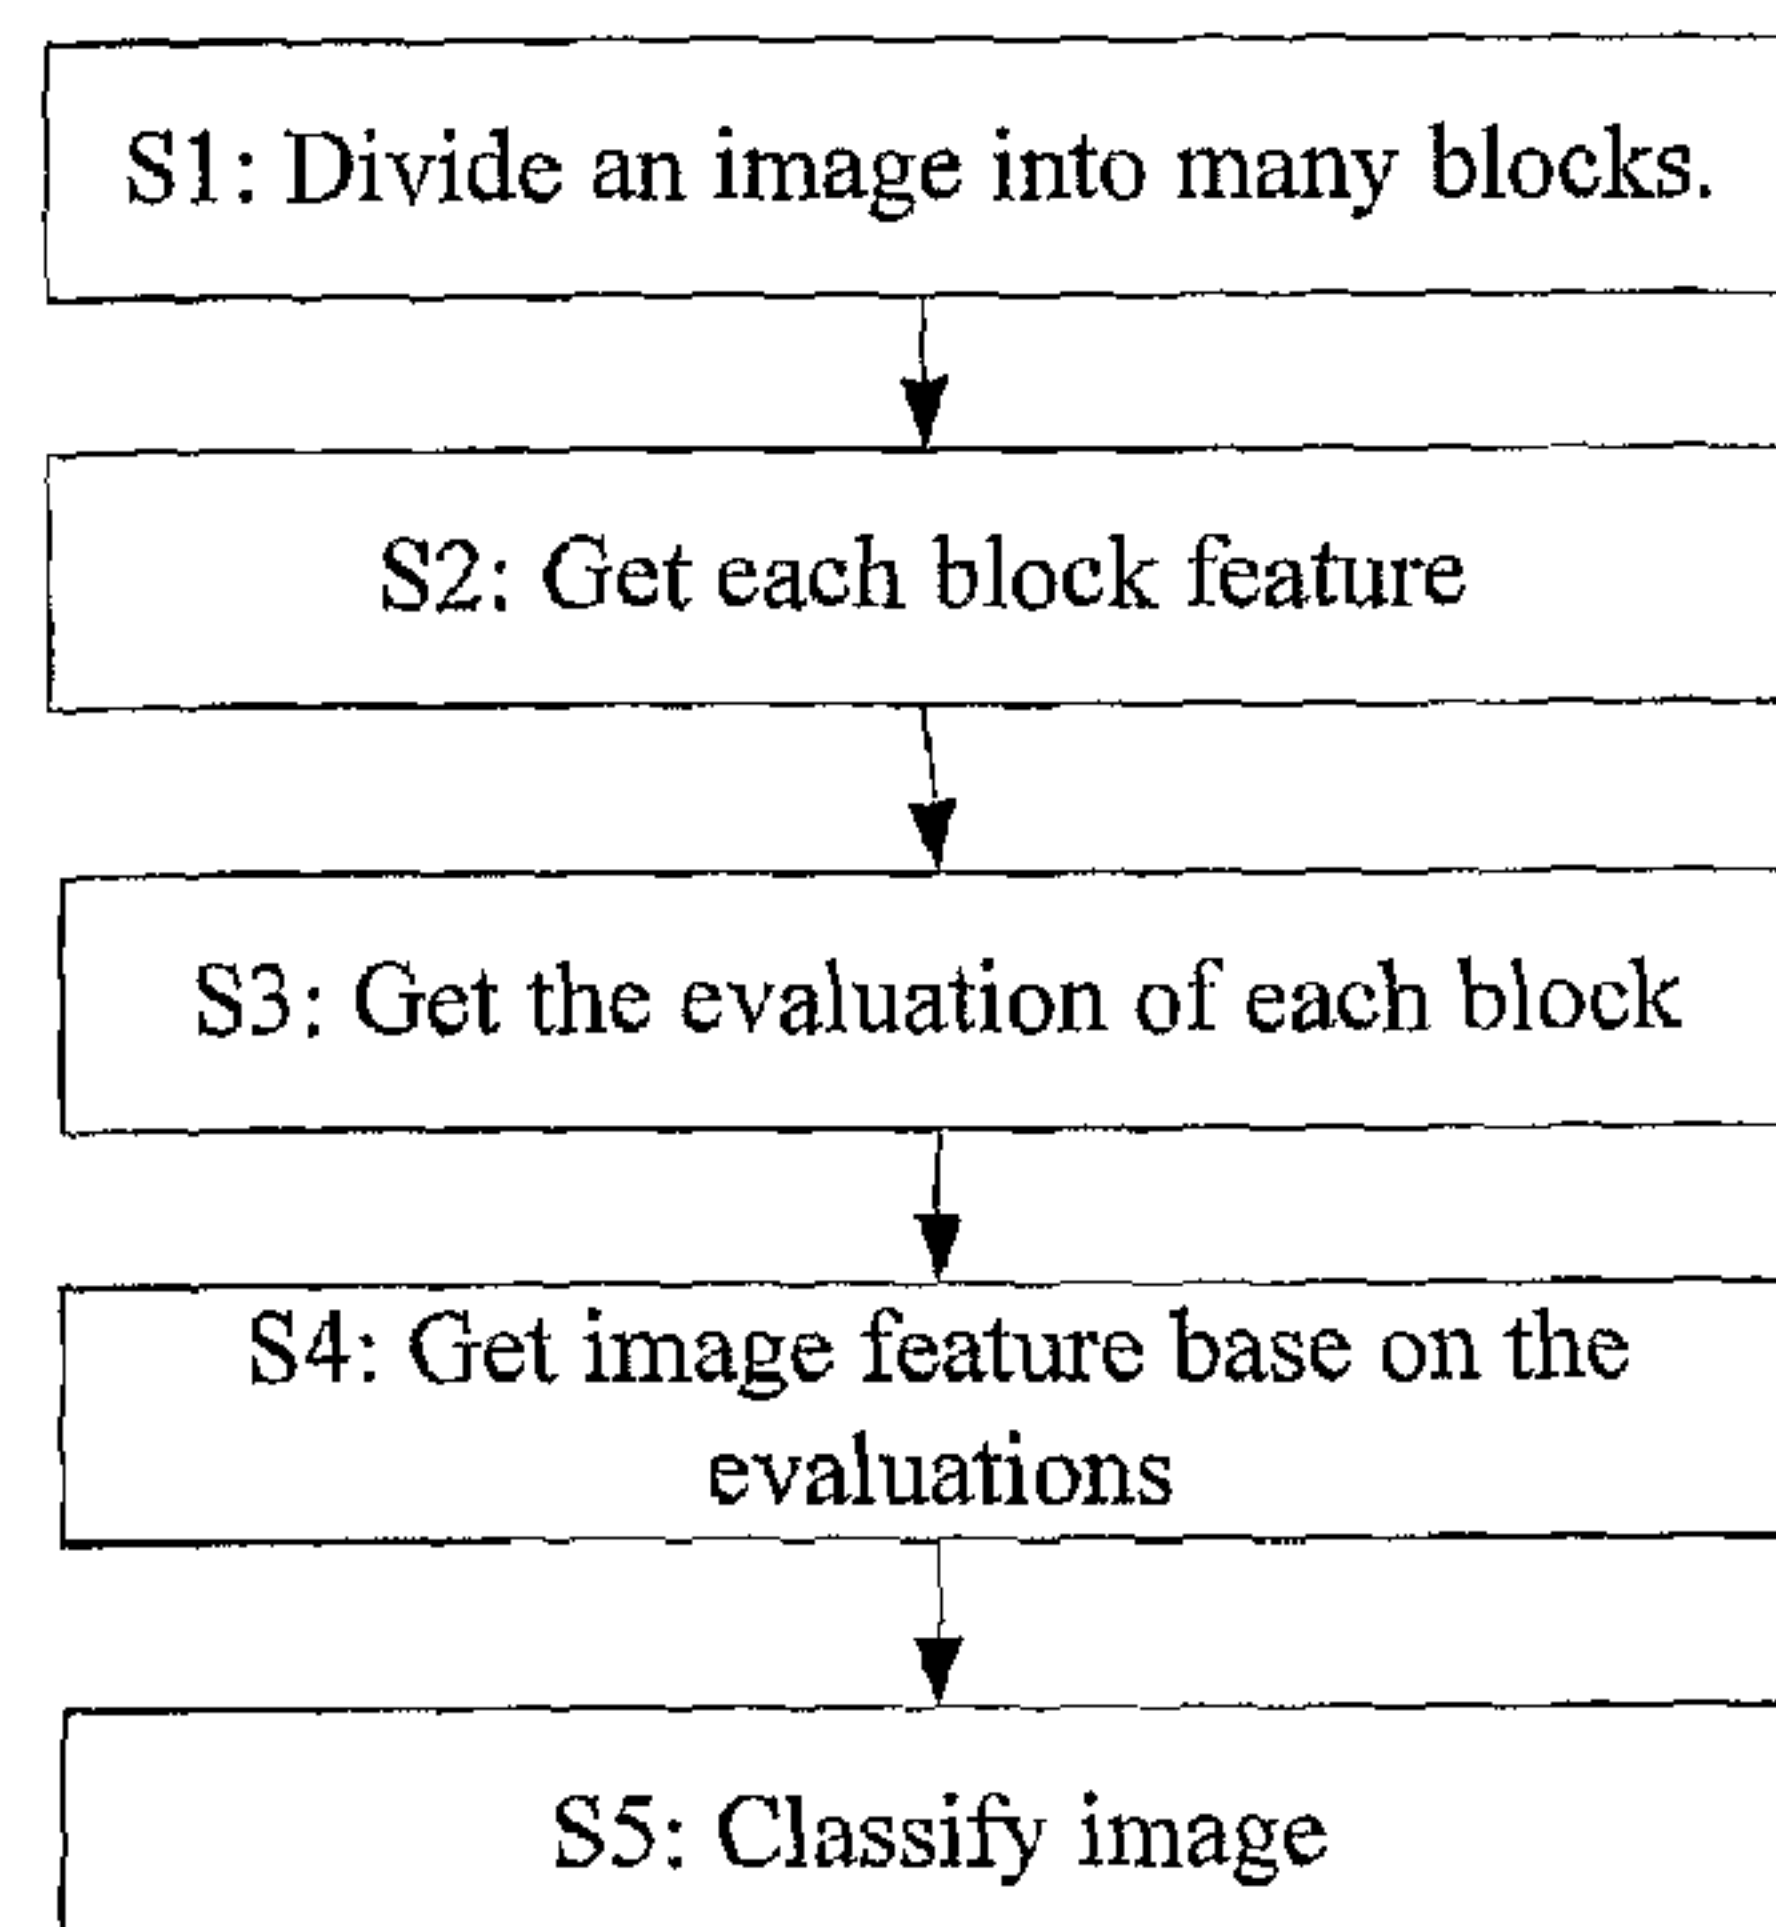 S1: Divide an image into many blocks.
S2: Get each block feature
S3: Get the evaluation of each block
S4: Get image feature base on the
evaluations
S5: Classify image